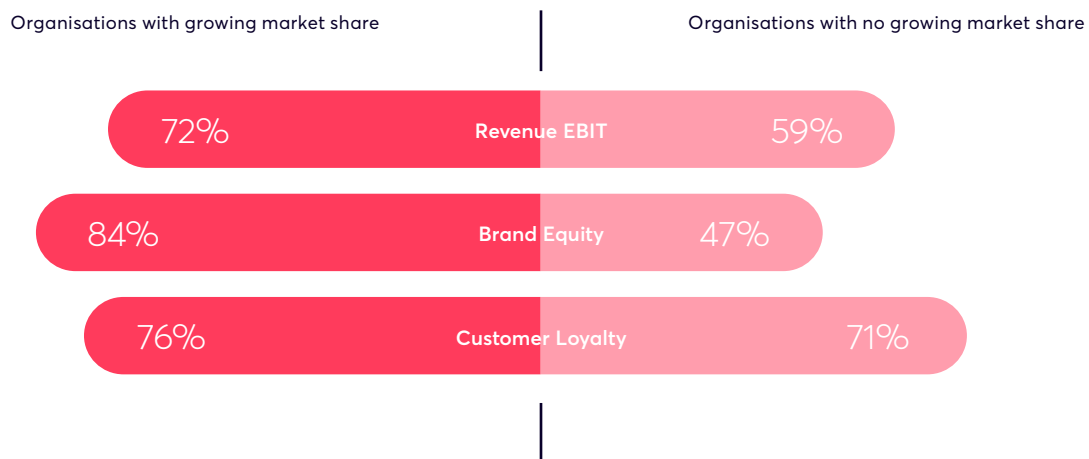 Organisations with growing market share
Organisations with no growing market share
72% Revenue EBIT 59%
84% Brand Equity 47%
76% Customer Loyalty 71%